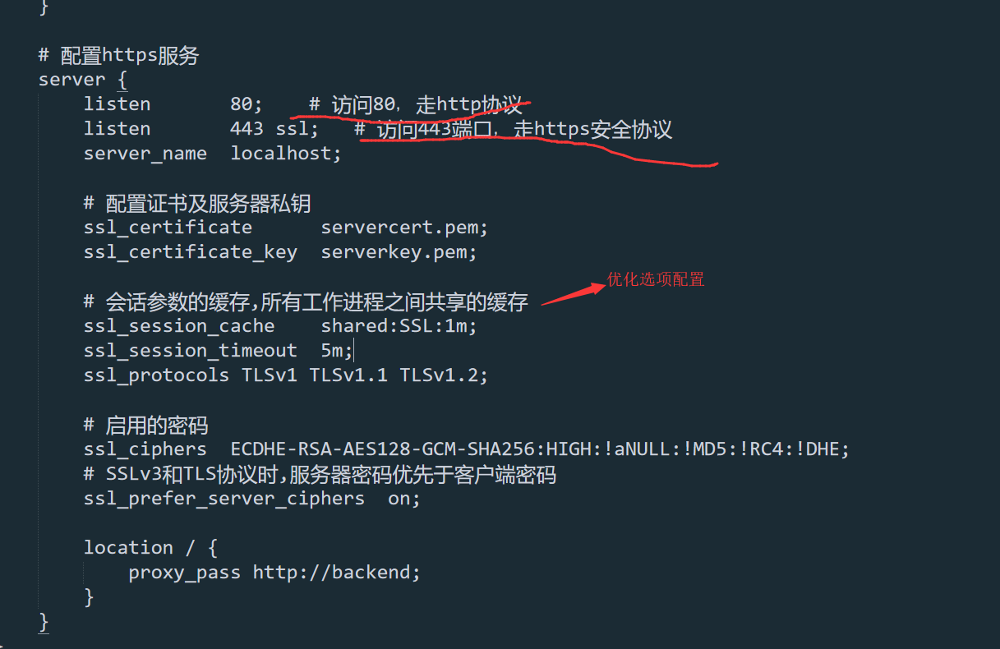 }
# 配置https服务
server {
listen 80; # 访问80，走http协议
listen 443 ssl; # 访问443端口，走https安全协议
server_name localhost;
# 配置证书及服务器私钥
ssl_certificate servercert.pem;
ssl_certificate_key serverkey.pem;
优化选项配置
# 会话参数的缓存,所有工作进程之间共享的缓存
ssl_session_cache shared:SSL:1m;
ssl_session_timeout 5m;
ssl_protocols TLSv1 TLSv1.1 TLSv1.2;
# 启用的密码
ssl_ciphers ECDHE-RSA-AES128-GCM-SHA256:HIGH:!aNULL:!MD5:!RC4:!DHE;
# SSLv3和TLS协议时,服务器密码优先于客户端密码
ssl_prefer_server_ciphers on;
location / {
proxy_pass http://backend;
}
}